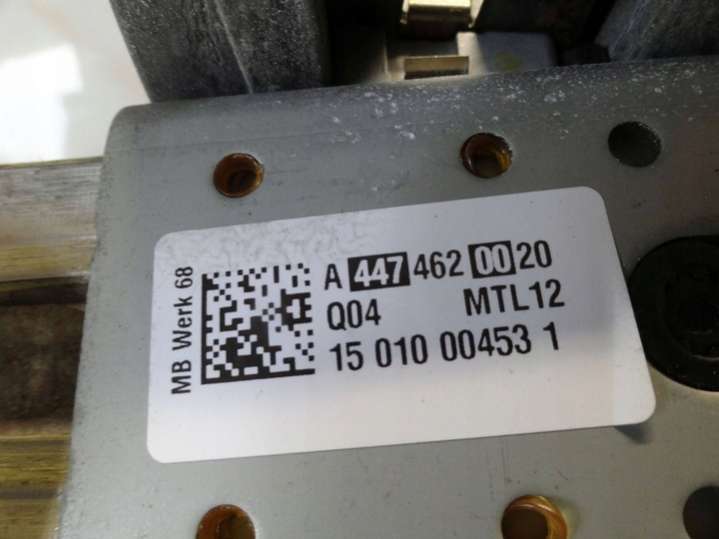 MB Werk 68
A 447 462 00 20
Q04 MTL12
15 010 00453 1